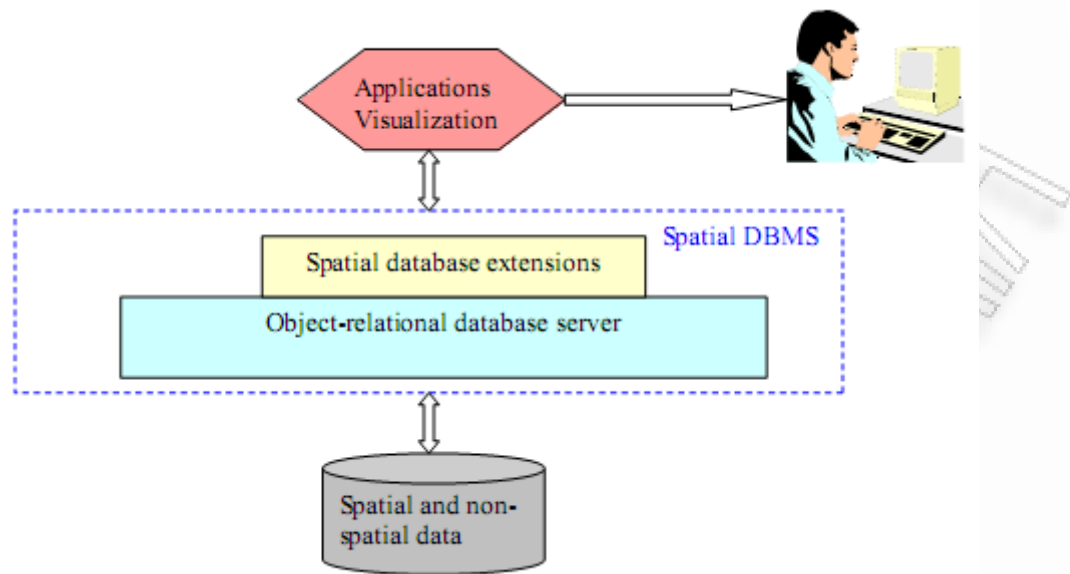 Applications
Visualization
Spatial DBMS
Spatial database extensions
Object-relational database server
Spatial and non-
spatial data